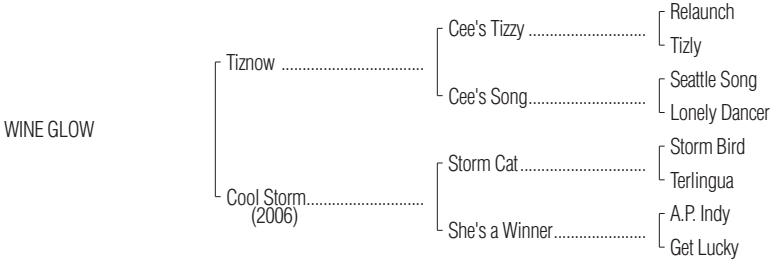 Relaunch
Cee's Tizzy ..............................
Tizly
Tiznow ...................................
Seattle Song
Cee's Song..............................
Lonely Dancer
WINE GLOW
Storm Bird
Storm Cat ..............................
Terlingua
Cool Storm..............................
(2006)
A.P. Indy
She's a Winner.......................
Get Lucky